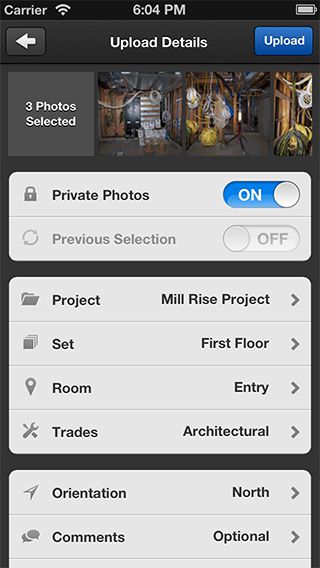 Carrier 6:04 PM
Upload Details
Upload
3 Photos
Selected
Private Photos ON
Previous Selection OFF
Project Mill Rise Project
Set First Floor
Room Entry
Trades Architectural
Orientation North
Comments Optional